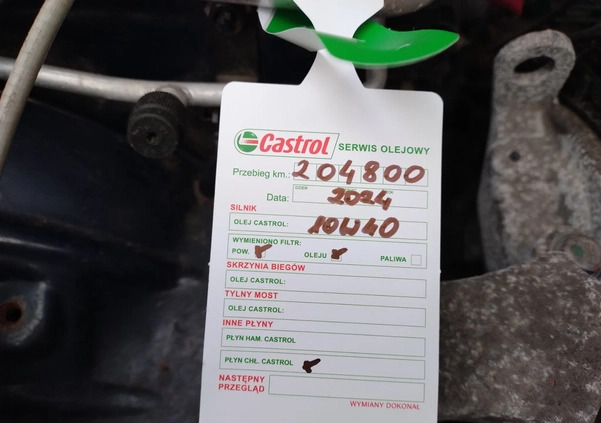 Castrol SERWIS OLEJOWY
Przebieg km.: 204800
Data: 2024
SILNIK
OLEJ CASTROL: 10W40
WYMIENIONO FILTR:
POW. OLEJU PALIWA
SKRZYNIA BIEGÓW
OLEJ CASTROL:
TYLNY MOST
OLEJ CASTROL:
INNE PŁYNY
PŁYN HAM. CASTROL
PŁYN CHŁ. CASTROL
NASTĘPNY
PRZEGLĄD
WYMIANY DOKONAŁ